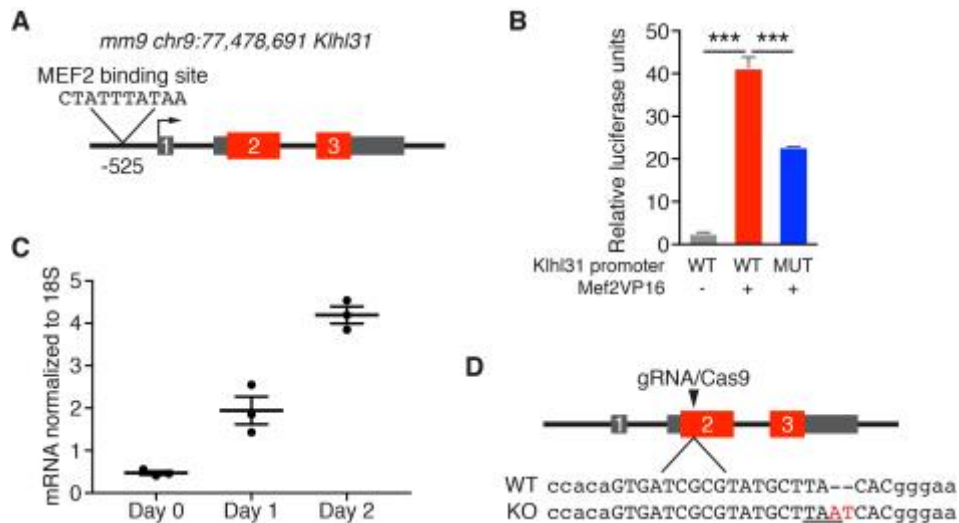 A
mm9 chr9:77,478,691 Klhl31
MEF2 binding site
CTATTTATAA
1
2
3
-525
B
Relative luciferase units
50
40
30
20
10
0
*** ***
Klhl31 promoter WT WT MUT
Mef2VP16 - + +
C
mRNA normalized to 18S
5
4
3
2
1
0
Day 0 Day 1 Day 2
D
gRNA/Cas9
1
2
3
WT ccacaGTGATCGCGTATGCTTA--CACgggaa
KO ccacaGTGATCGCGTATGCTTAATCACgggaa